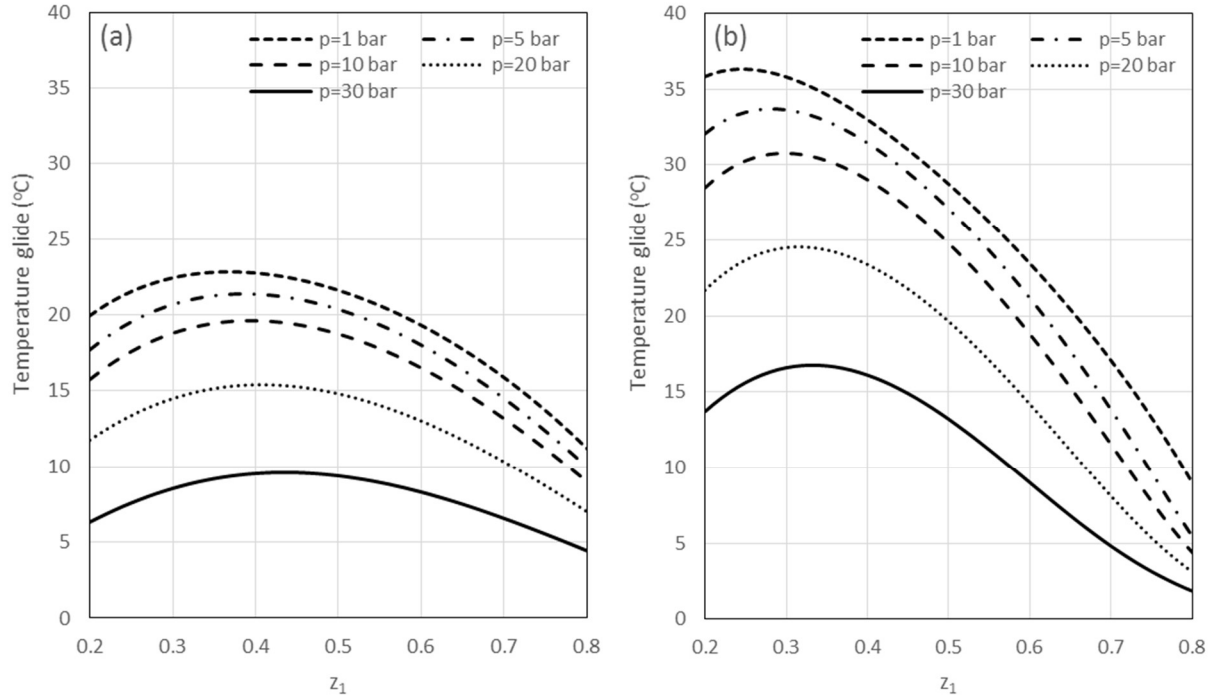 (a)
p=1 bar
p=5 bar
p=10 bar
p=20 bar
p=30 bar
40
35
30
25
20
15
10
5
0
Temperature glide (°C)
0.2 0.3 0.4 0.5 0.6 0.7 0.8
z₁
(b)
p=1 bar
p=5 bar
p=10 bar
p=20 bar
p=30 bar
40
35
30
25
20
15
10
5
0
Temperature glide (°C)
0.2 0.3 0.4 0.5 0.6 0.7 0.8
z₁